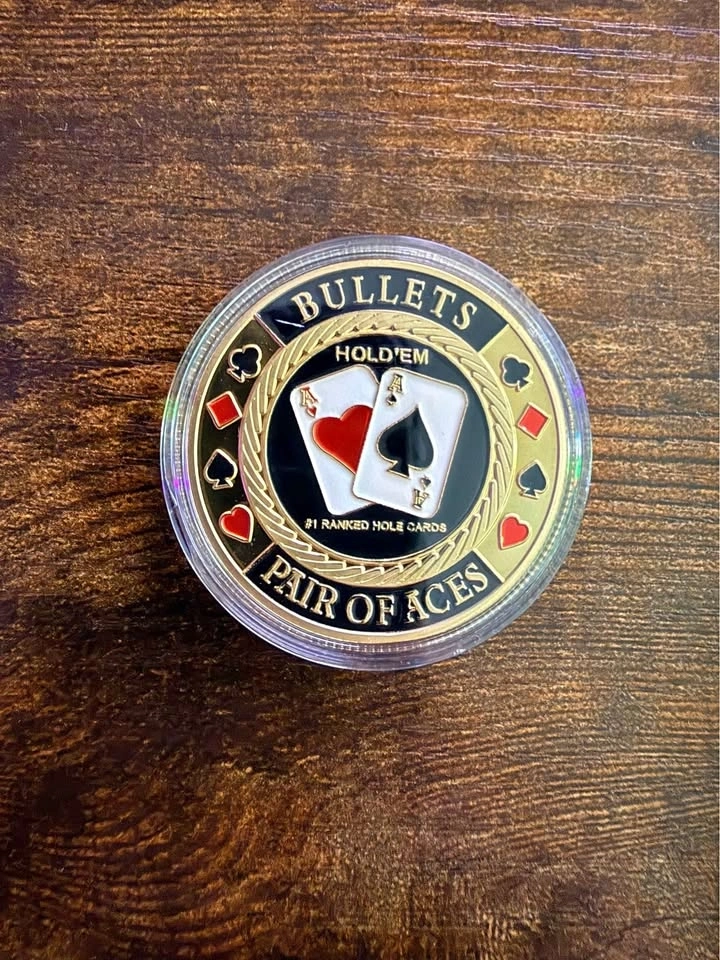 BULLETS
HOLD'EM
A
A
A
#1 RANKED HOLE CARDS
PAIR OF ACES